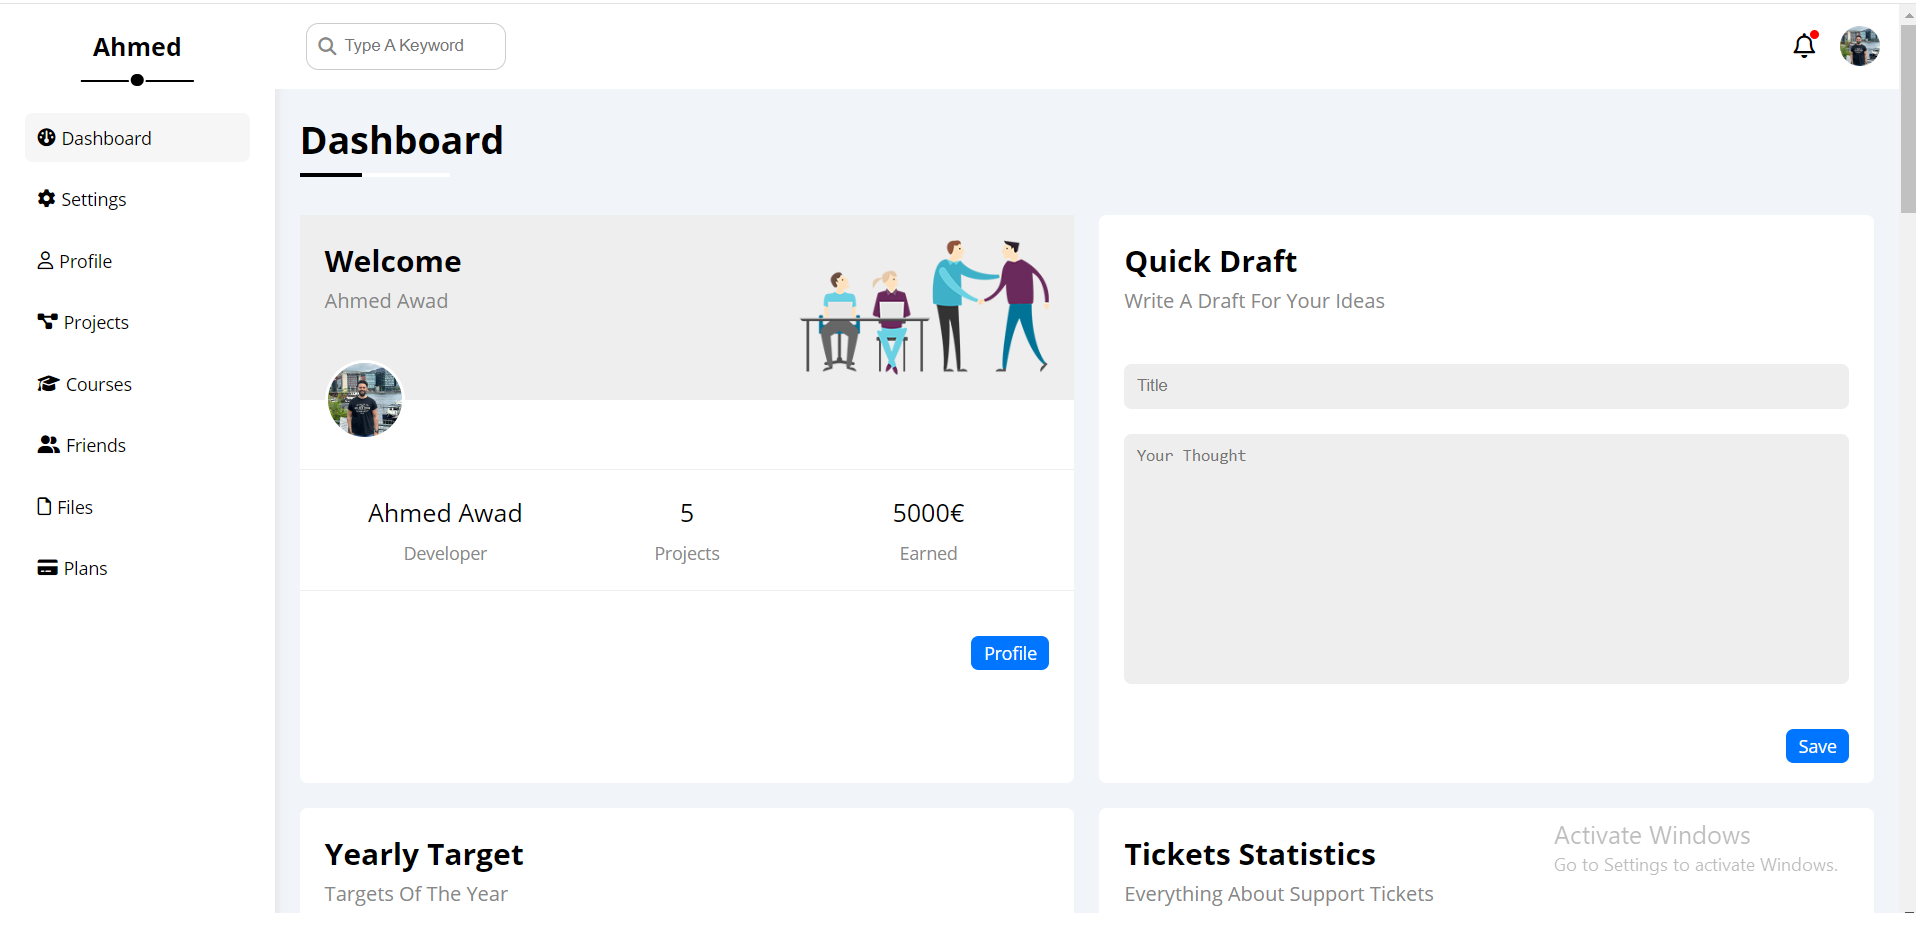 Ahmed
Type A Keyword
Dashboard
Settings
Profile
Projects
Courses
Friends
Files
Plans
Dashboard
Welcome
Ahmed Awad
Ahmed Awad
Developer
5
Projects
5000€
Earned
Profile
Quick Draft
Write A Draft For Your Ideas
Title
Your Thought
Save
Yearly Target
Targets Of The Year
Tickets Statistics
Everything About Support Tickets
Activate Windows
Go to Settings to activate Windows.